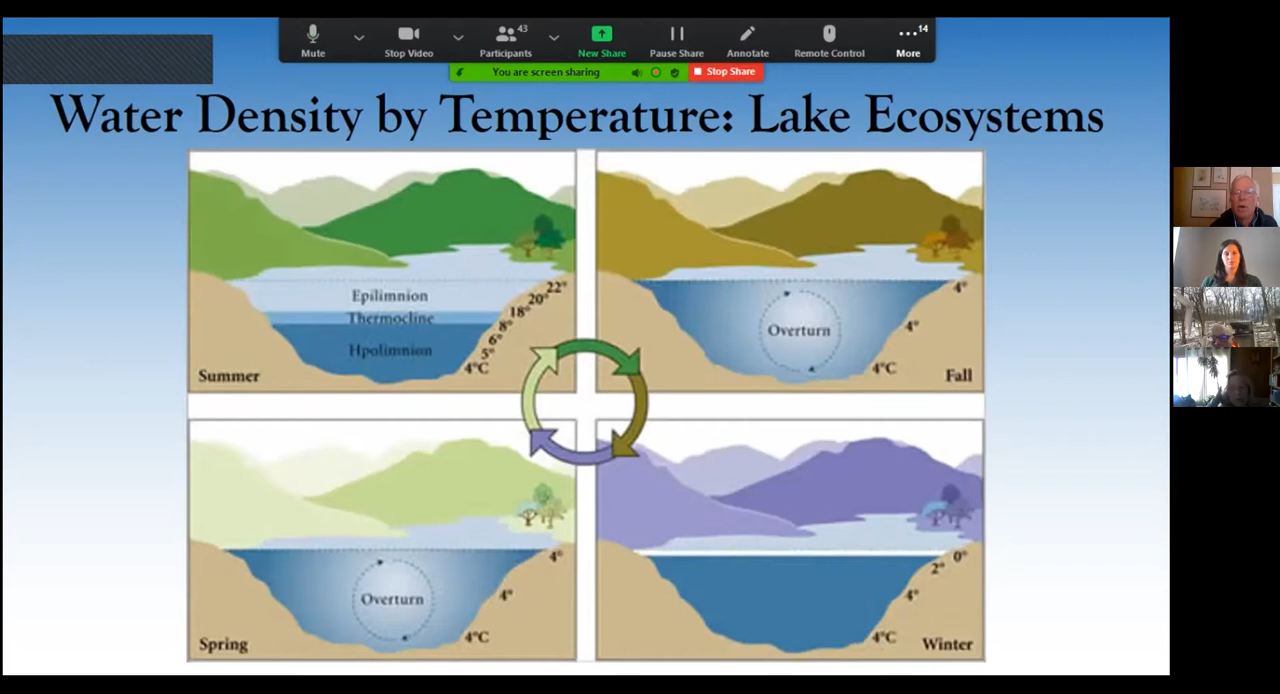 43
14
Mute
Stop Video
Participants
New Share
Pause Share
Annotate
Remote Control
More
You are screen sharing
Stop Share
Water Density by Temperature: Lake Ecosystems
Epilimnion
Thermocline
Hpolimnion
22°
20°
18°
8°
6°
5°
4°C
Summer
Overturn
4°
4°
4°C
Fall
Overturn
4°
4°
4°C
Spring
0°
2°
4°
4°C
Winter